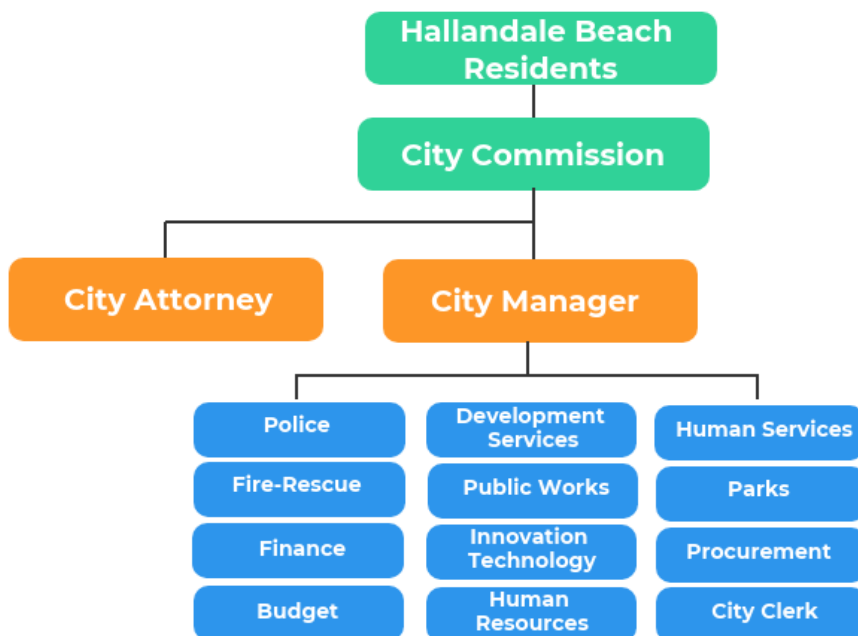 Hallandale Beach
Residents
City Commission
City Attorney
City Manager
Police
Development
Services
Human Services
Fire-Rescue
Public Works
Parks
Finance
Innovation
Technology
Procurement
Budget
Human
Resources
City Clerk